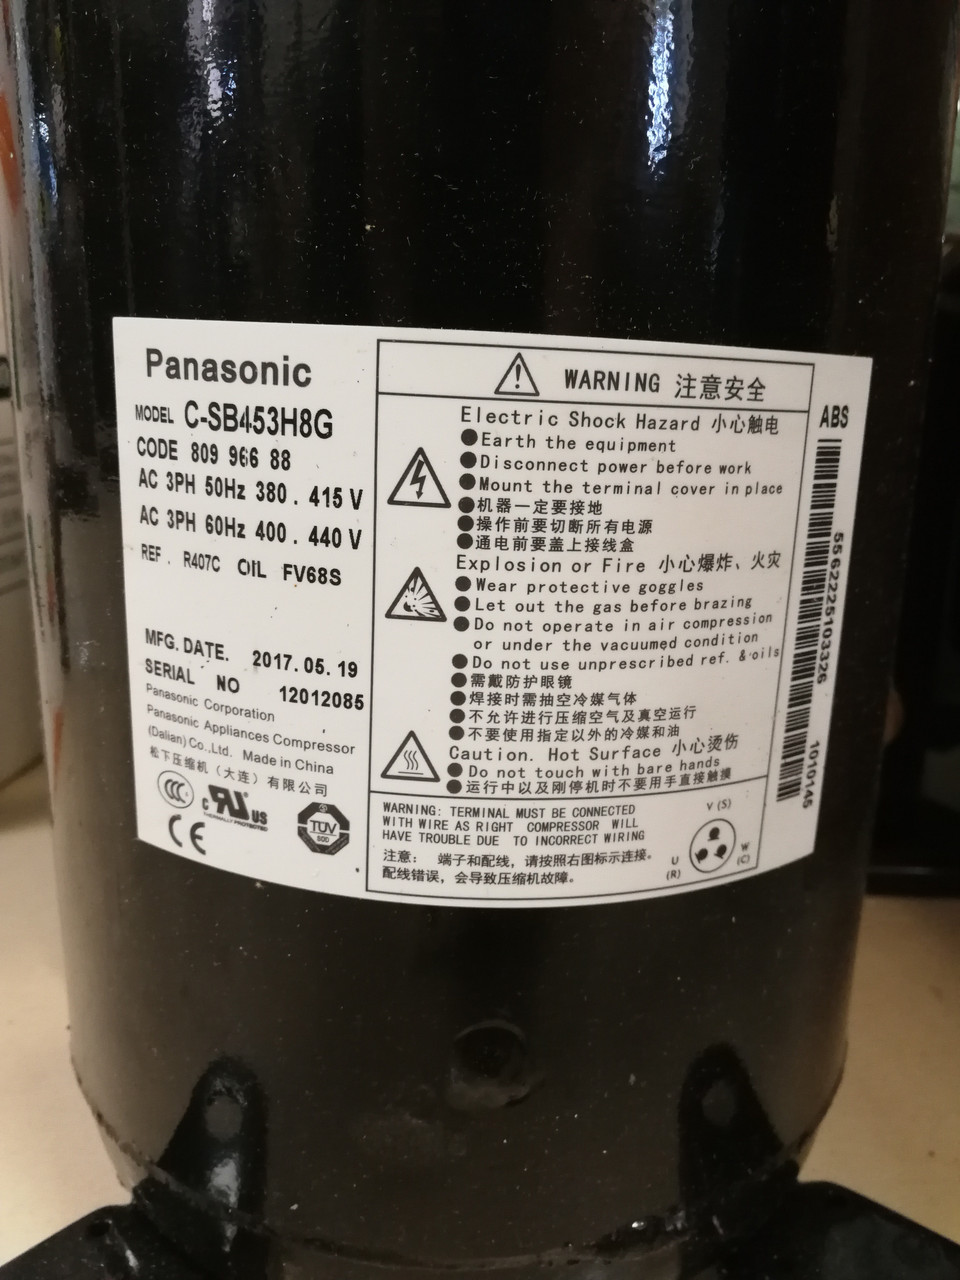 Panasonic
MODEL C-SB453H8G
CODE 809 966 88
AC 3PH 50Hz 380 . 415 V
AC 3PH 60Hz 400 . 440 V
REF . R407C OIL FV68S
MFG. DATE. 2017.05.19
SERIAL NO 12012085
Panasonic Corporation
Panasonic Appliances Compressor
(Dalian) Co.,Ltd. Made in China
松下压缩机（大连）有限公司
CCC
c RU US
THERMALLY PROTECTED
TÜV
SÜD
CE
WARNING 注意安全
Electric Shock Hazard 小心触电
●Earth the equipment
●Disconnect power before work
●Mount the terminal cover in place
●机器一定要接地
●操作前要切断所有电源
●通电前要盖上接线盒
Explosion or Fire 小心爆炸、火灾
●Wear protective goggles
●Let out the gas before brazing
●Do not operate in air compression
or under the vacuumed condition
●Do not use unprescribed ref. & oils
●需戴防护眼镜
●焊接时需抽空冷媒气体
●不允许进行压缩空气及真空运行
●不要使用指定以外的冷媒和油
Caution. Hot Surface 小心烫伤
●Do not touch with bare hands
●运行中以及刚停机时不要用手直接触摸
WARNING: TERMINAL MUST BE CONNECTED
WITH WIRE AS RIGHT COMPRESSOR WILL
HAVE TROUBLE DUE TO INCORRECT WIRING
注意： 端子和配线，请按照右图标示连接。
配线错误，会导致压缩机故障。
V (S)
U
(R)
W
(C)
ABS
5562225103326
1010145